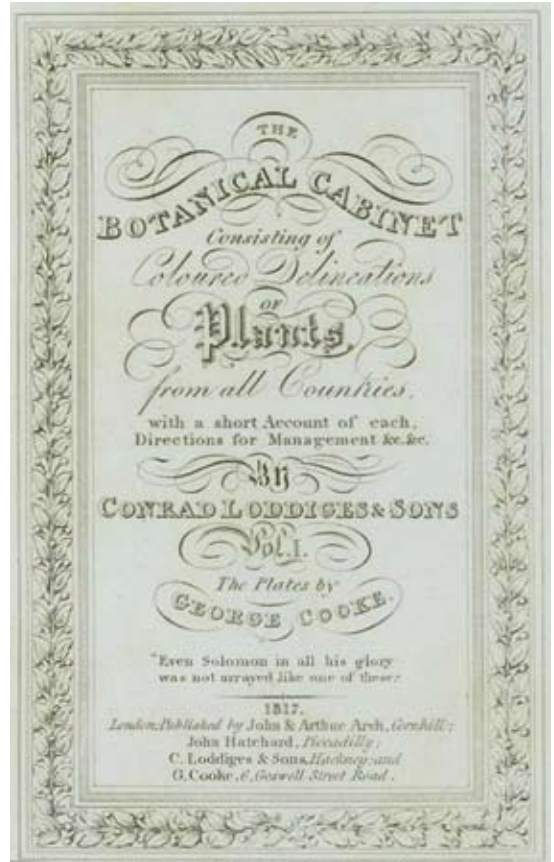 THE
BOTANICAL CABINET
Consisting of
Coloured Delineations
OF
Plants,
from all Countries,
with a short Account of each,
Directions for Management &c.&c.
By
CONRAD LODDIGES & SONS
Vol. I.
The Plates by
GEORGE COOKE.
"Even Solomon in all his glory
was not arrayed like one of these."
1817.
London; Published by John & Arthur Arch, Cornhill;
John Hatchard, Piccadilly;
C. Loddiges & Sons, Hackney; and
G. Cooke, 6, Goswell Street Road.